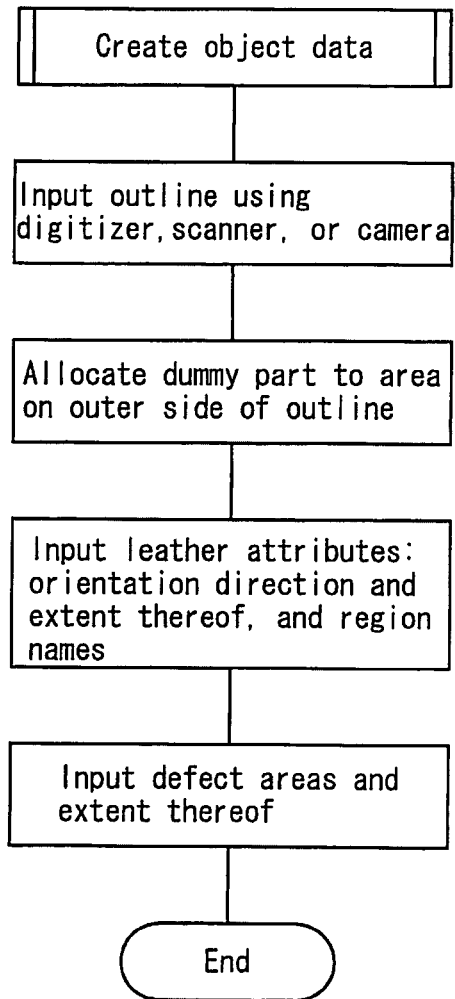 Create object data
Input outline using
digitizer, scanner, or camera
Allocate dummy part to area
on outer side of outline
Input leather attributes:
orientation direction and
extent thereof, and region
names
Input defect areas and
extent thereof
End